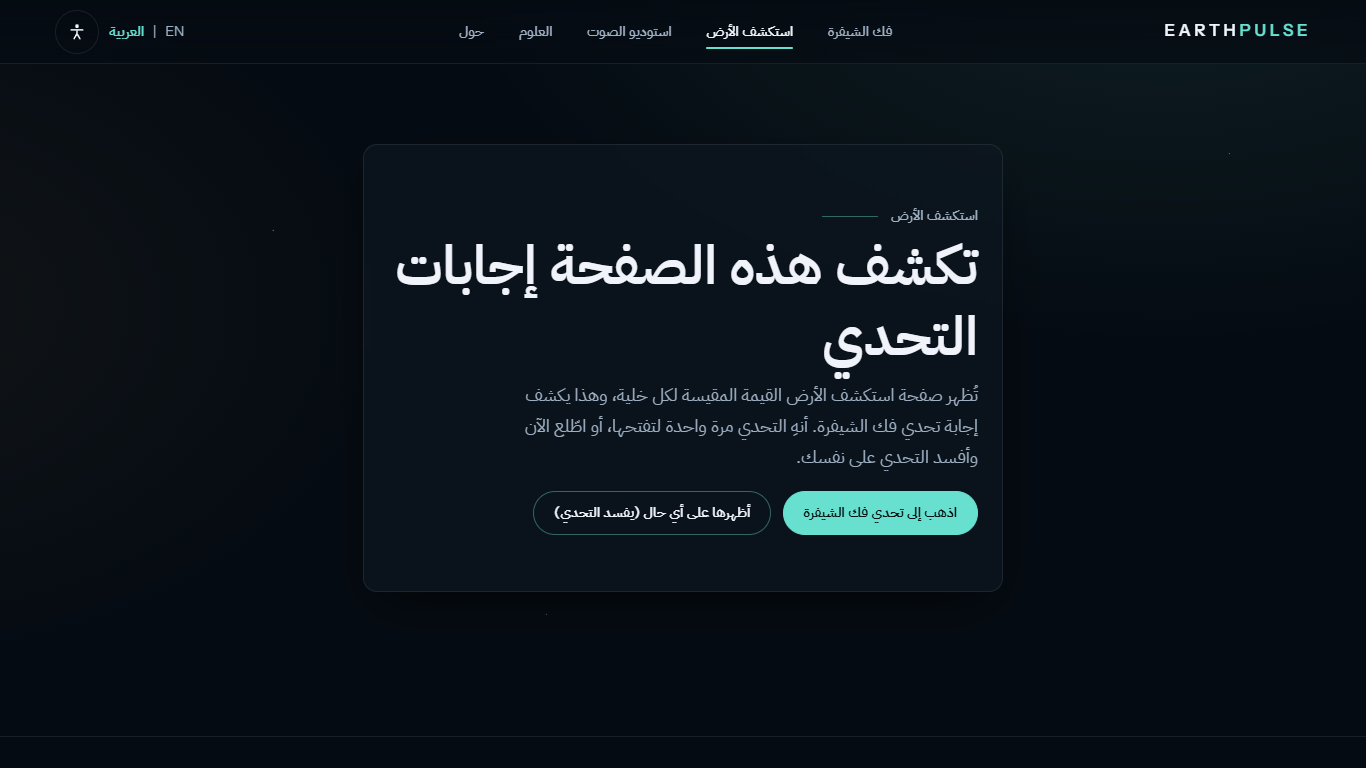 EARTHPULSE
فك الشيفرة
استكشف الأرض
استوديو الصوت
العلوم
حول
EN | العربية
استكشف الأرض
تكشف هذه الصفحة إجابات
التحدي
تُظهر صفحة استكشف الأرض القيمة المقيسة لكل خلية، وهذا يكشف
إجابة تحدي فك الشيفرة. أنهِ التحدي مرة واحدة لتفتحها، أو اطّلع الآن
وأفسد التحدي على نفسك.
اذهب إلى تحدي فك الشيفرة
أظهرها على أي حال (يفسد التحدي)